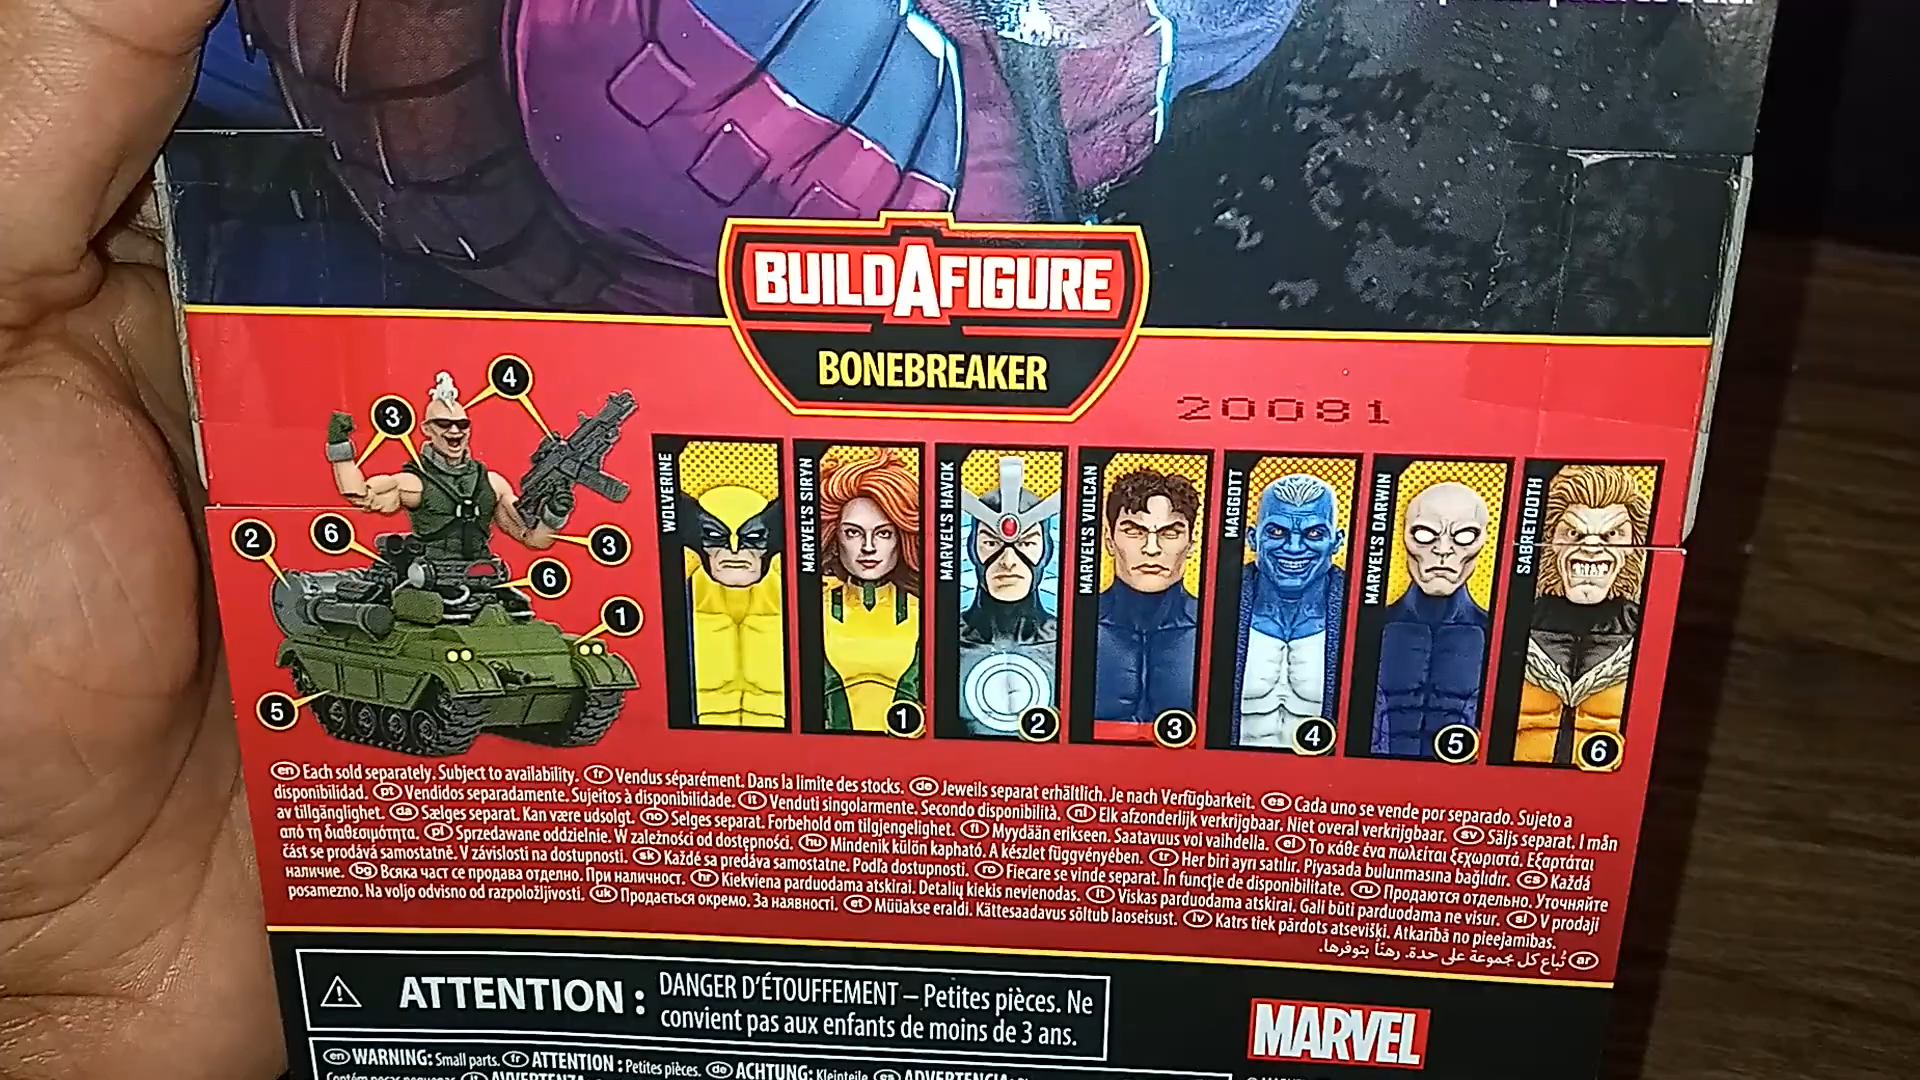 BUILDAFIGURE
BONEBREAKER
20081
4
3
2
6
3
6
1
5
WOLVERINE
MARVEL'S SIRYN
1
MARVEL'S HAVOK
2
MARVEL'S VULCAN
3
MAGGOTT
4
MARVEL'S DARWIN
5
SABRETOOTH
6
en Each sold separately. Subject to availability. fr Vendus séparément. Dans la limite des stocks. de Jeweils separat erhältlich. Je nach Verfügbarkeit. es Cada uno se vende por separado. Sujeto a
disponibilidad. pt Vendidos separadamente. Sujeitos à disponibilidade. it Venduti singolarmente. Secondo disponibilità. nl Elk afzonderlijk verkrijgbaar. Niet overal verkrijgbaar. sv Säljs separat. I mån
av tillgänglighet. da Sælges separat. Kan være udsolgt. no Selges separat. Forbehold om tilgjengelighet. fi Myydään erikseen. Saatavuus voi vaihdella. el Το κάθε ένα πωλείται ξεχωριστά. Εξαρτάται
από τη διαθεσιμότητα. pl Sprzedawane oddzielnie. W zależności od dostępności. hu Mindenik külön kapható. A készlet függvényében. tr Her biri ayrı satılır. Piyasada bulunmasına bağlıdır. cs Každá
část se prodává samostatně. V závislosti na dostupnosti. sk Každé sa predáva samostatne. Podľa dostupnosti. ro Fiecare se vinde separat. În funcție de disponibilitate. ru Продаются отдельно. Уточняйте
наличие. bg Всяка част се продава отделно. При наличност. hr Kiekviena parduodama atskirai. Detalių kiekis nevienodas. lt Viskas parduodama atskirai. Gali būti parduodama ne visur. sl V prodaji
posamezno. Na voljo odvisno od razpoložljivosti. uk Продається окремо. За наявності. et Müüakse eraldi. Kättesaadavus sõltub laoseisust. lv Katrs tiek pārdots atsevišķi. Atkarībā no pieejamības.
ar تُباع كل مجموعة على حدة. رهنًا بتوفرها.
ATTENTION :
DANGER D'ÉTOUFFEMENT – Petites pièces. Ne
convient pas aux enfants de moins de 3 ans.
MARVEL
en WARNING: Small parts. fr ATTENTION : Petites pièces. de ACHTUNG: Kleinteile. es